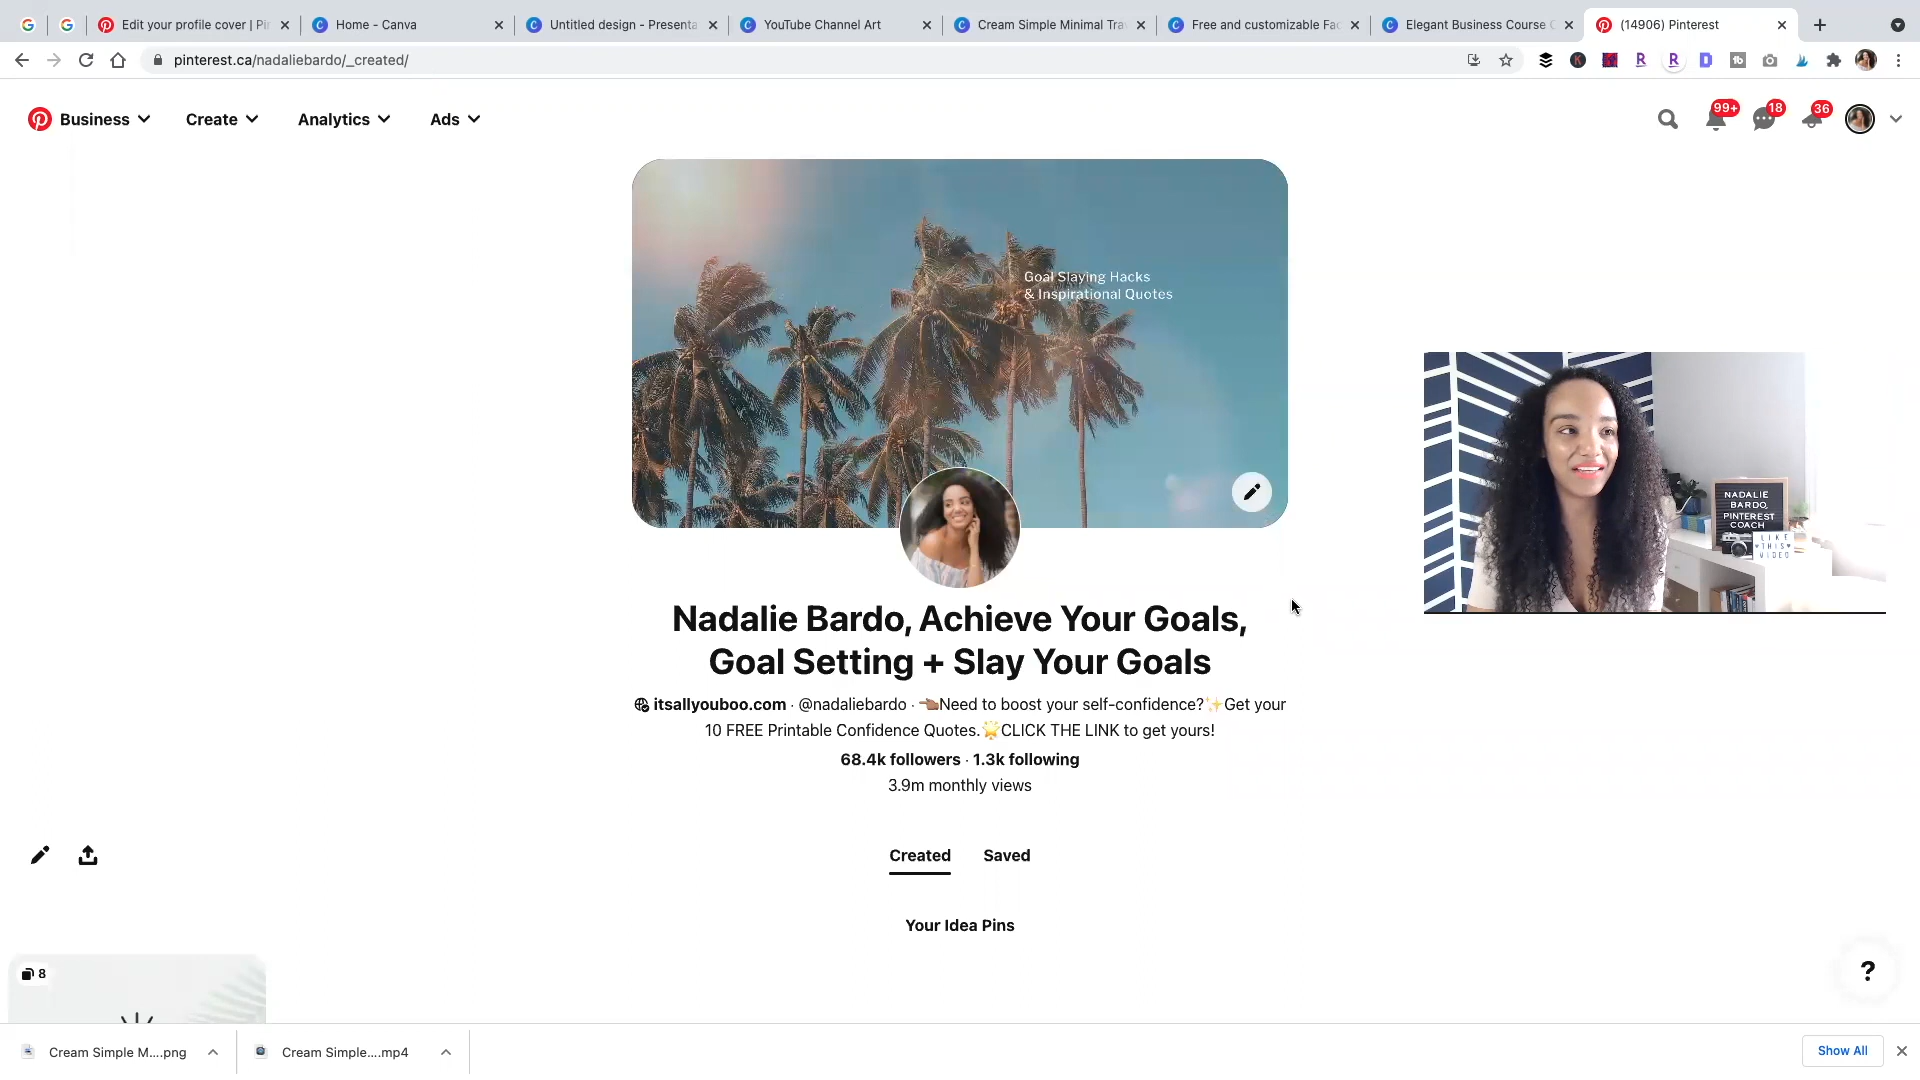 Edit your profile cover | Pi
Home - Canva
Untitled design - Presenta
YouTube Channel Art
Cream Simple Minimal Tra
Free and customizable Fac
Elegant Business Course C
(14906) Pinterest
pinterest.ca/nadaliebardo/_created/
Business
Create
Analytics
Ads
99+
18
36
Goal Slaying Hacks
& Inspirational Quotes
NADALIE
BARDO,
PINTEREST
COACH
LIKE
THIS
VIDEO
Nadalie Bardo, Achieve Your Goals,
Goal Setting + Slay Your Goals
itsallyouboo.com · @nadaliebardo · 👈🏽Need to boost your self-confidence?✨Get your
10 FREE Printable Confidence Quotes.🌟CLICK THE LINK to get yours!
68.4k followers · 1.3k following
3.9m monthly views
Created
Saved
Your Idea Pins
8
?
Cream Simple M....png
Cream Simple....mp4
Show All